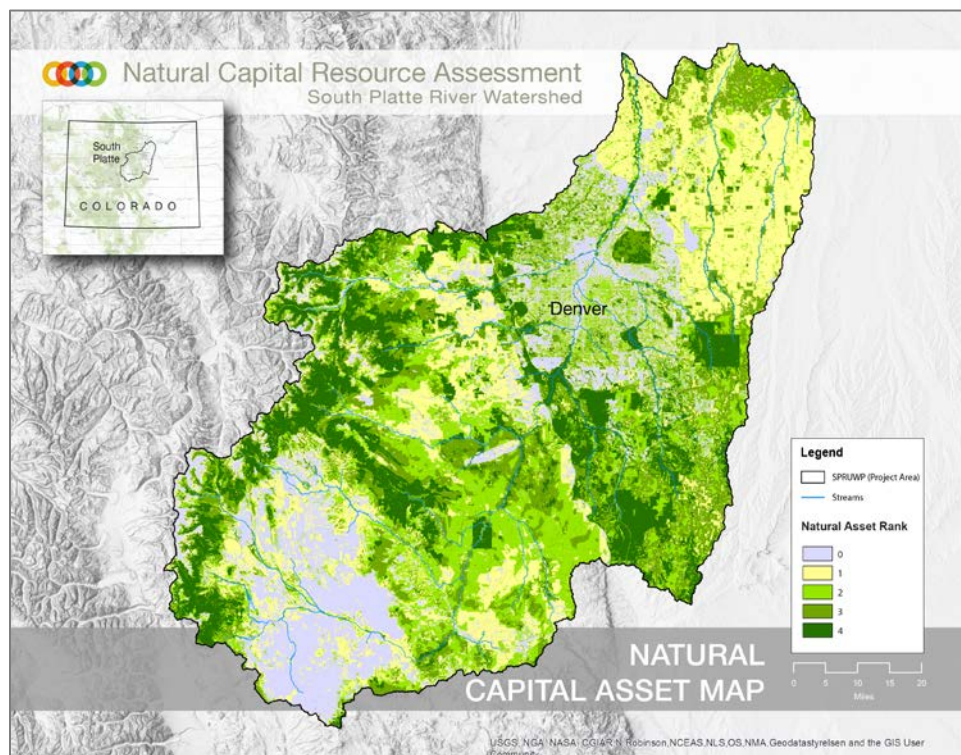 Natural Capital Resource Assessment
South Platte River Watershed
South
Platte
COLORADO
Denver
Legend
SPRUWP (Project Area)
Streams
Natural Asset Rank
0
1
2
3
4
NATURAL
CAPITAL ASSET MAP
0 5 10 15 20
Miles
USGS, NGA, NASA, CGIAR, N Robinson,NCEAS,NLS,OS,NMA,Geodatastyrelsen and the GIS User
Community